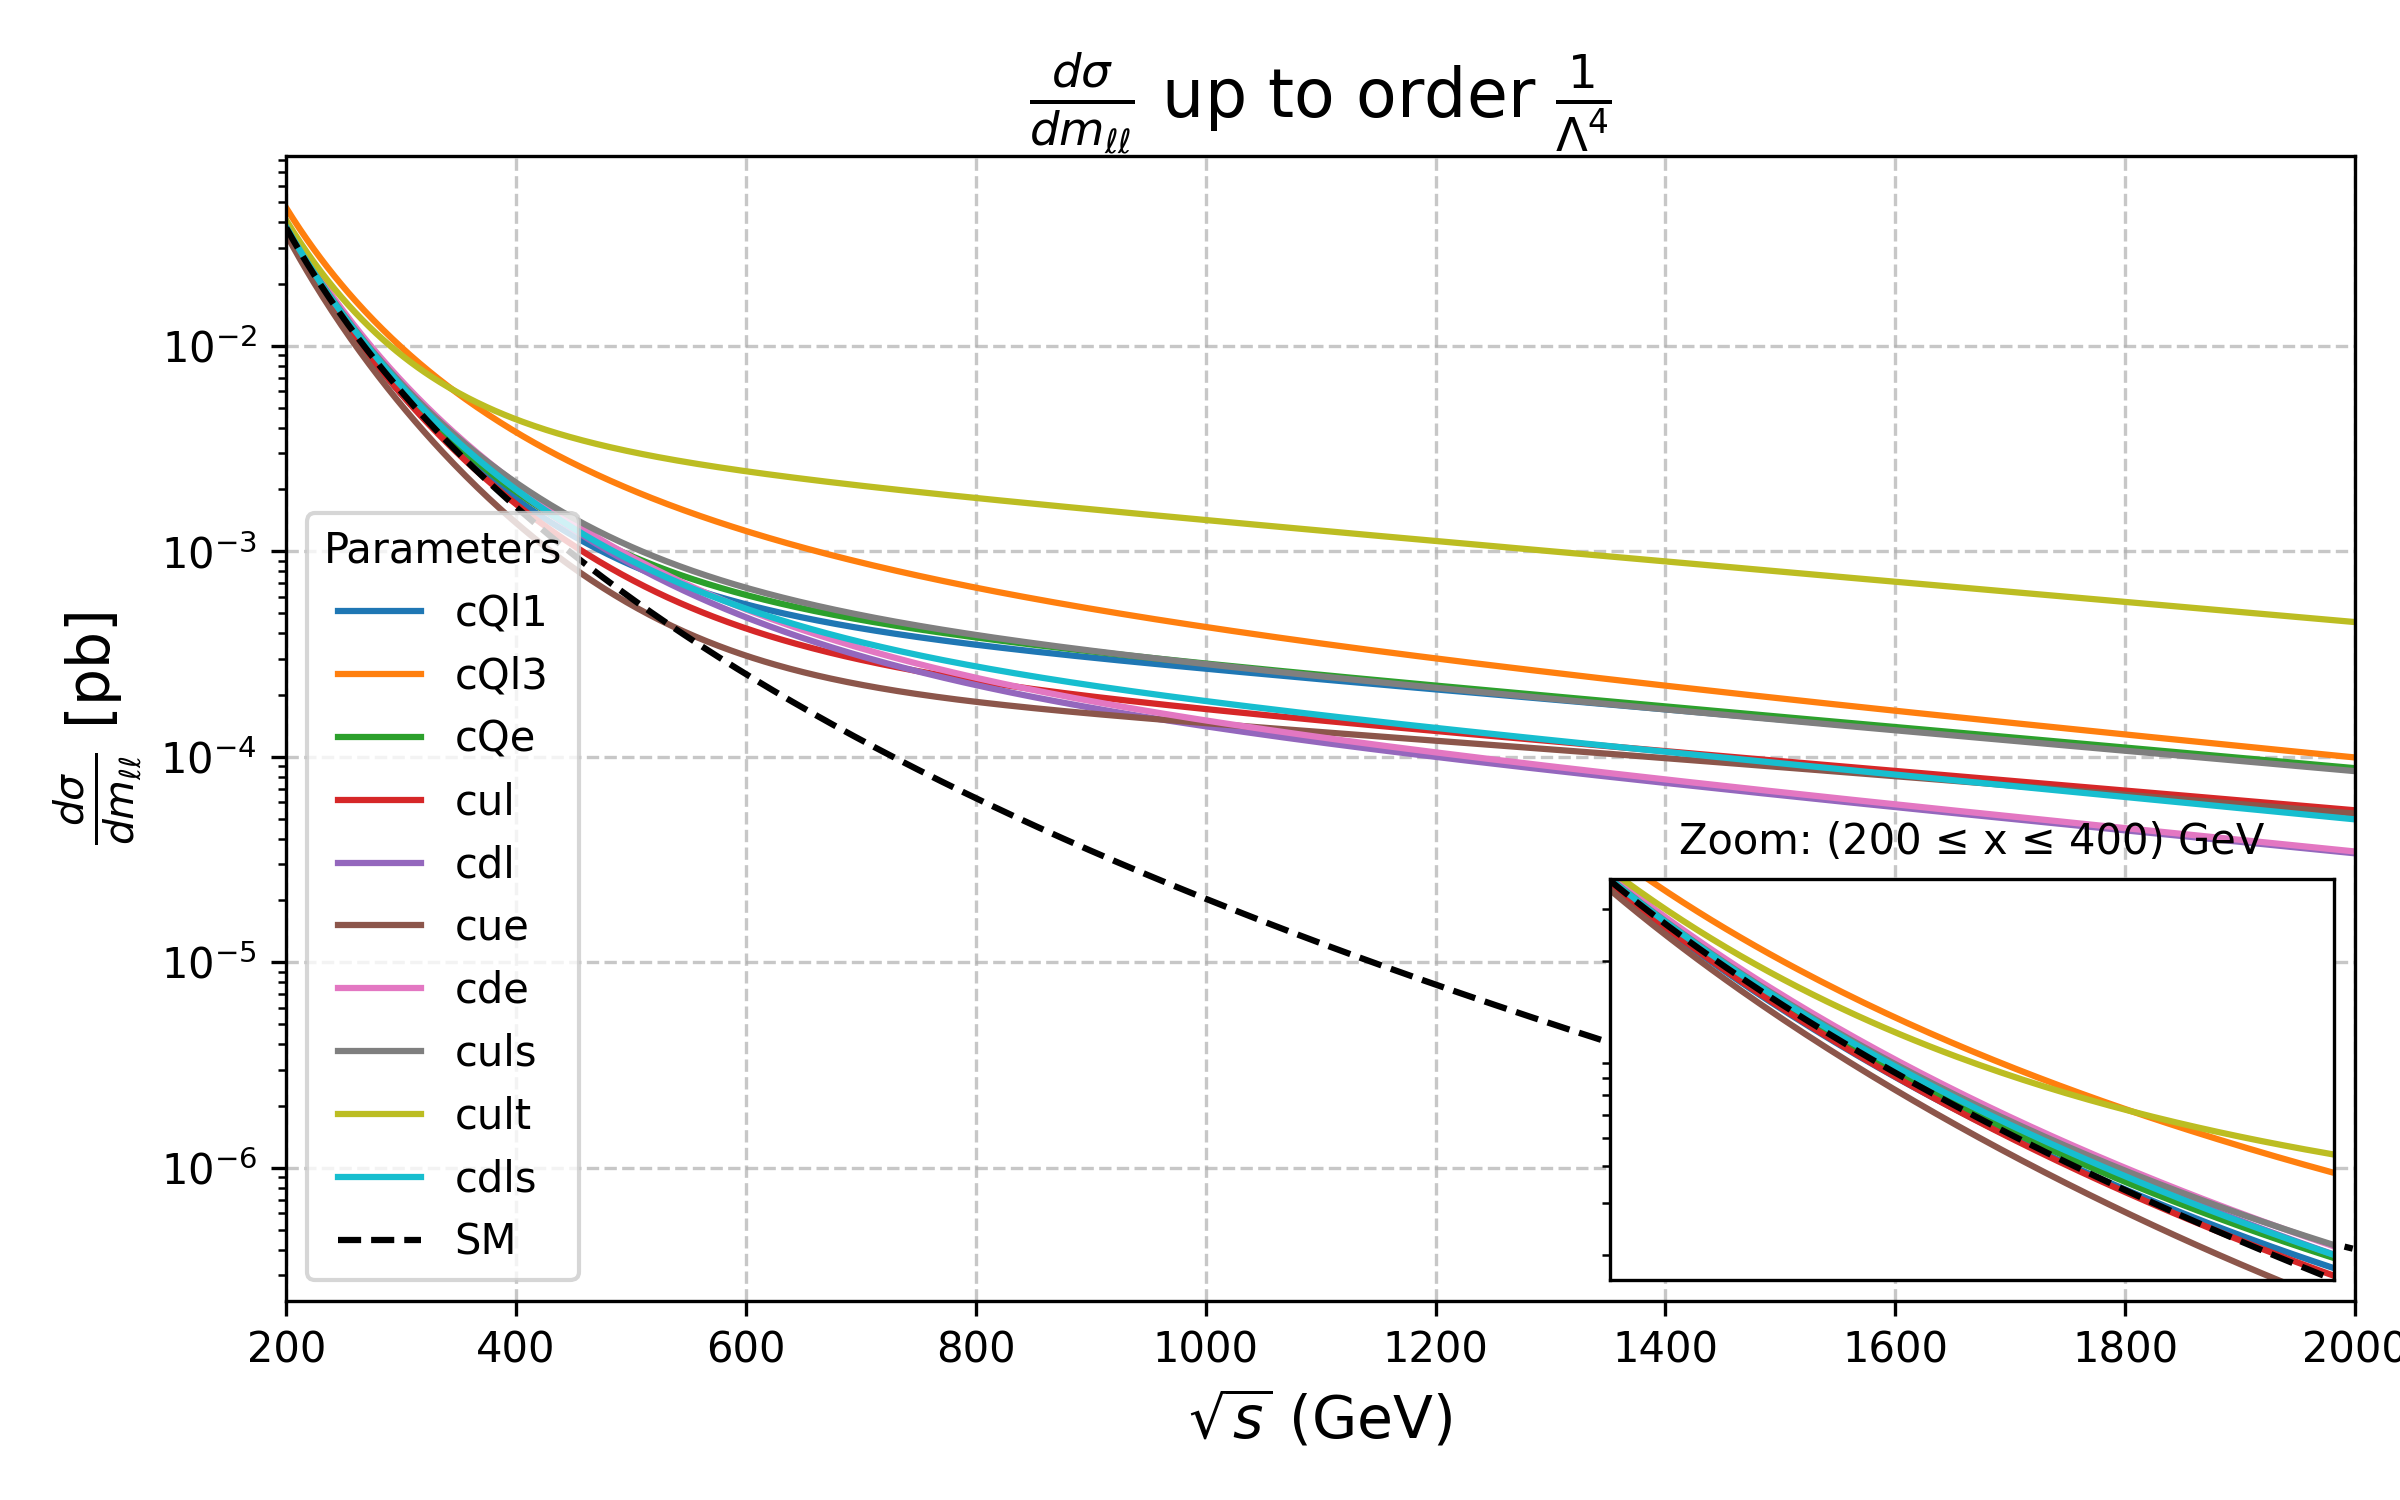 dσ/dm_ℓℓ up to order 1/Λ⁴
dσ/dm_ℓℓ [pb]
10⁻²
10⁻³
10⁻⁴
10⁻⁵
10⁻⁶
Parameters
cQl1
cQl3
cQe
cul
cdl
cue
cde
culs
cult
cdls
SM
Zoom: (200 ≤ x ≤ 400) GeV
200 400 600 800 1000 1200 1400 1600 1800 2000
√s (GeV)